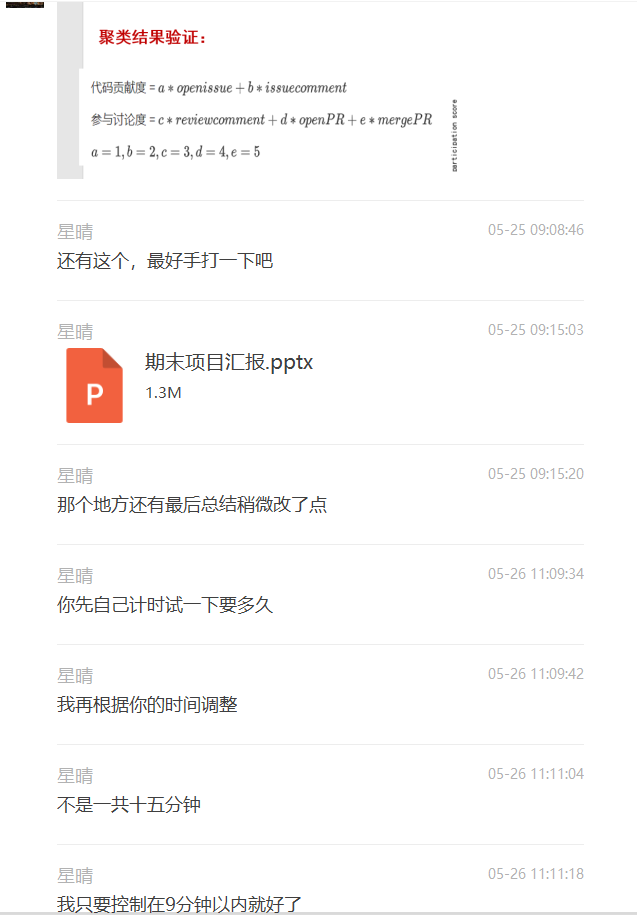 聚类结果验证：
代码贡献度 = a * openissue + b * issuecomment
参与讨论度 = c * reviewcomment + d * openPR + e * mergePR
a = 1, b = 2, c = 3, d = 4, e = 5
participation score
星晴 05-25 09:08:46
还有这个，最好手打一下吧
星晴 05-25 09:15:03
P
期末项目汇报.pptx
1.3M
星晴 05-25 09:15:20
那个地方还有最后总结稍微改了点
星晴 05-26 11:09:34
你先自己计时试一下要多久
星晴 05-26 11:09:42
我再根据你的时间调整
星晴 05-26 11:11:04
不是一共十五分钟
星晴 05-26 11:11:18
我只要控制在9分钟以内就好了